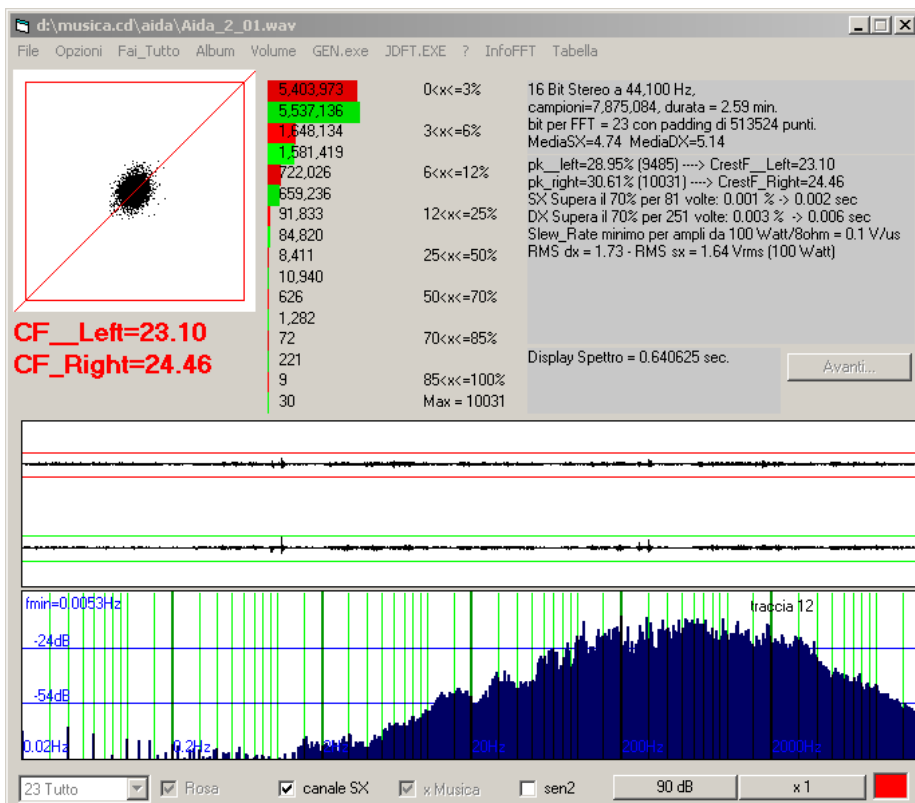 d:\musica.cd\aida\Aida_2_01.wav
File Opzioni Fai_Tutto Album Volume GEN.exe JDFT.EXE ? InfoFFT Tabella
5,403,973 0<x<=3%
5,537,136
1,648,134 3<x<=6%
1,581,419
722,026 6<x<=12%
659,236
91,833 12<x<=25%
84,820
8,411 25<x<=50%
10,940
626 50<x<=70%
1,282
72 70<x<=85%
221
9 85<x<=100%
30 Max = 10031
CF__Left=23.10
CF_Right=24.46
16 Bit Stereo a 44,100 Hz,
campioni=7,875,084, durata = 2.59 min.
bit per FFT = 23 con padding di 513524 punti.
MediaSX=4.74 MediaDX=5.14
pk__left=28.95% (9485) ----> CrestF__Left=23.10
pk_right=30.61% (10031) ----> CrestF_Right=24.46
SX Supera il 70% per 81 volte: 0.001 % -> 0.002 sec
DX Supera il 70% per 251 volte: 0.003 % -> 0.006 sec
Slew_Rate minimo per ampli da 100 Watt/8ohm = 0.1 V/us
RMS dx = 1.73 - RMS sx = 1.64 Vrms (100 Watt)
Display Spettro = 0.640625 sec.
Avanti...
fmin=0.0053Hz
traccia 12
-24dB
-54dB
0.02Hz 0.2Hz 2Hz 20Hz 200Hz 2000Hz
23 Tutto Rosa canale SX x Musica sen2 90 dB x 1